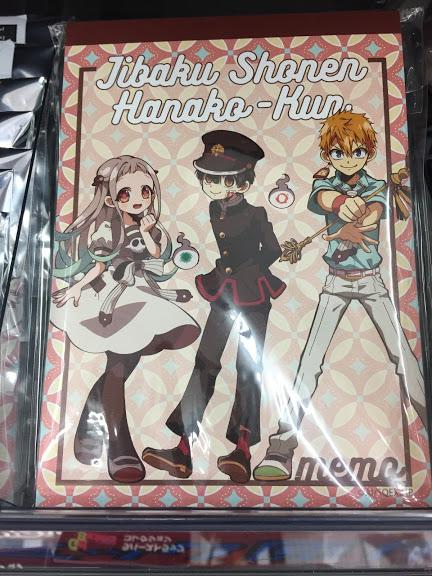 Jibaku Shonen
Hanako-Kun.
memo